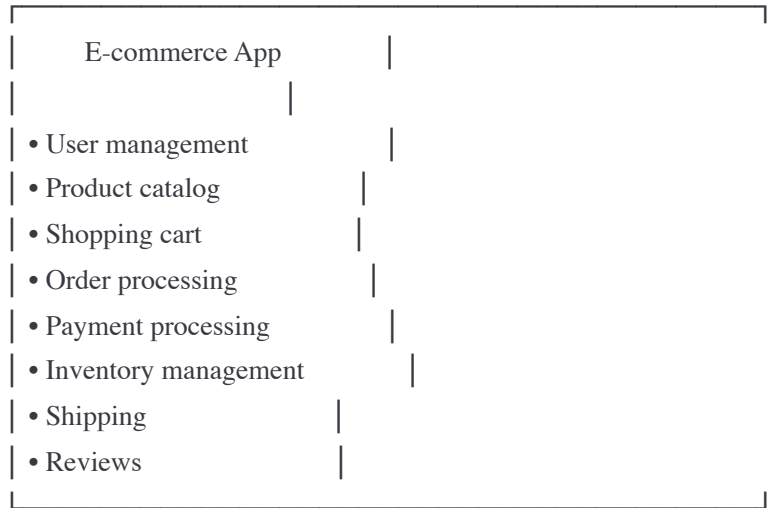 E-commerce App
• User management
• Product catalog
• Shopping cart
• Order processing
• Payment processing
• Inventory management
• Shipping
• Reviews